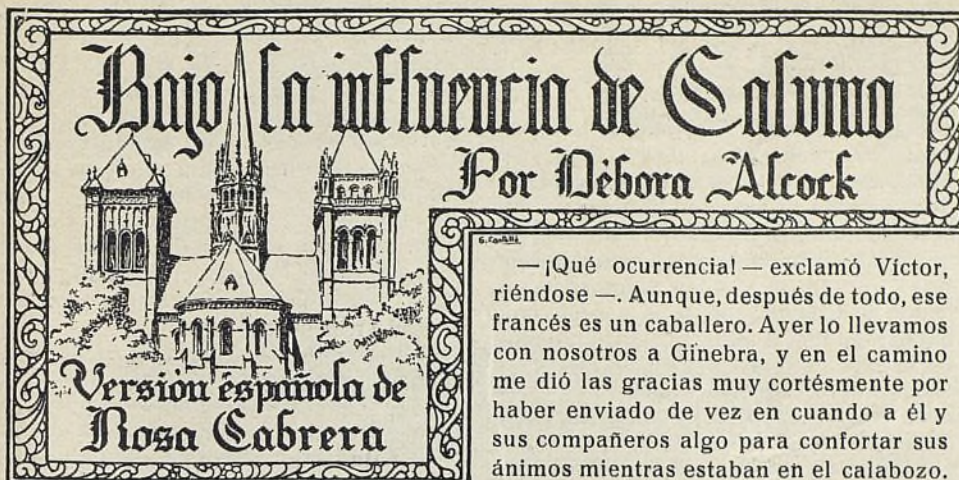 Bajo la influencia de Calvino
Por Débora Alcock
Versión española de
Rosa Cabrera
—¡Qué ocurrencia! — exclamó Víctor,
riéndose —. Aunque, después de todo, ese
francés es un caballero. Ayer lo llevamos
con nosotros a Ginebra, y en el camino
me dió las gracias muy cortésmente por
haber enviado de vez en cuando a él y
sus compañeros algo para confortar sus
ánimos mientras estaban en el calabozo.